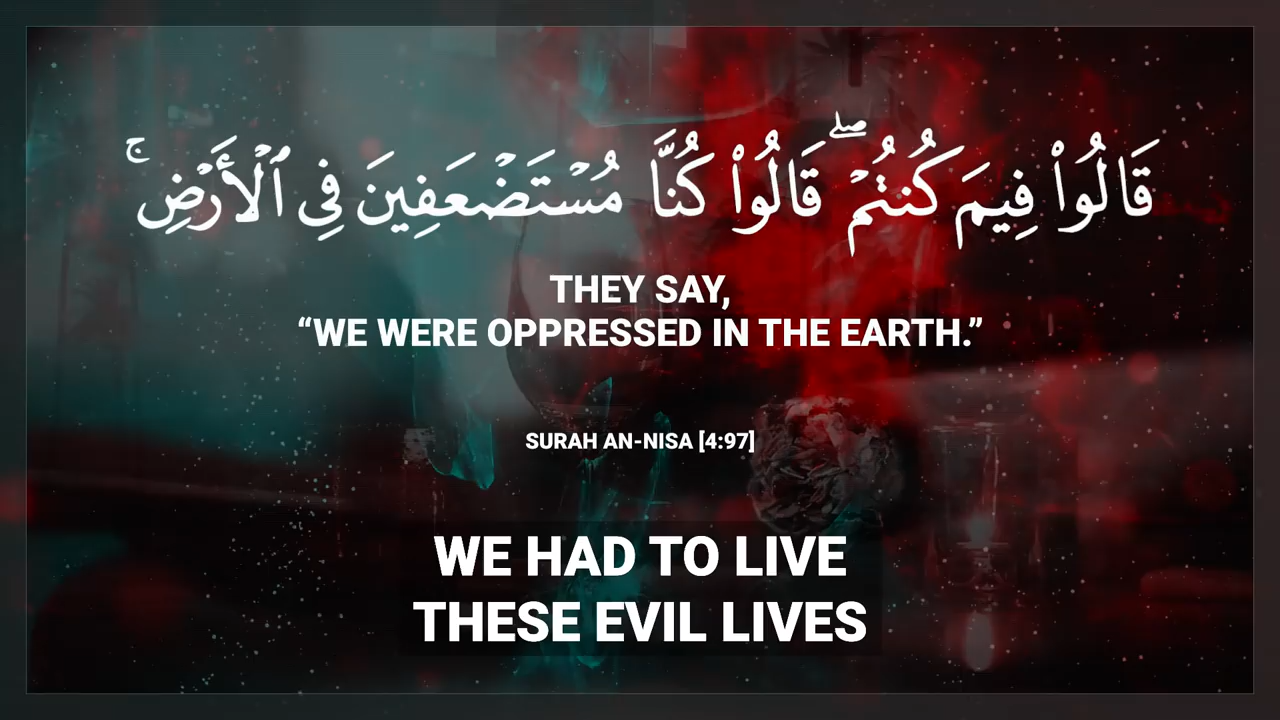 قَالُوا۟ فِيمَ كُنتُمْ ۖ قَالُوا۟ كُنَّا مُسْتَضْعَفِينَ فِى ٱلْأَرْضِ ۚ
THEY SAY,
“WE WERE OPPRESSED IN THE EARTH.”
SURAH AN-NISA [4:97]
WE HAD TO LIVE
THESE EVIL LIVES